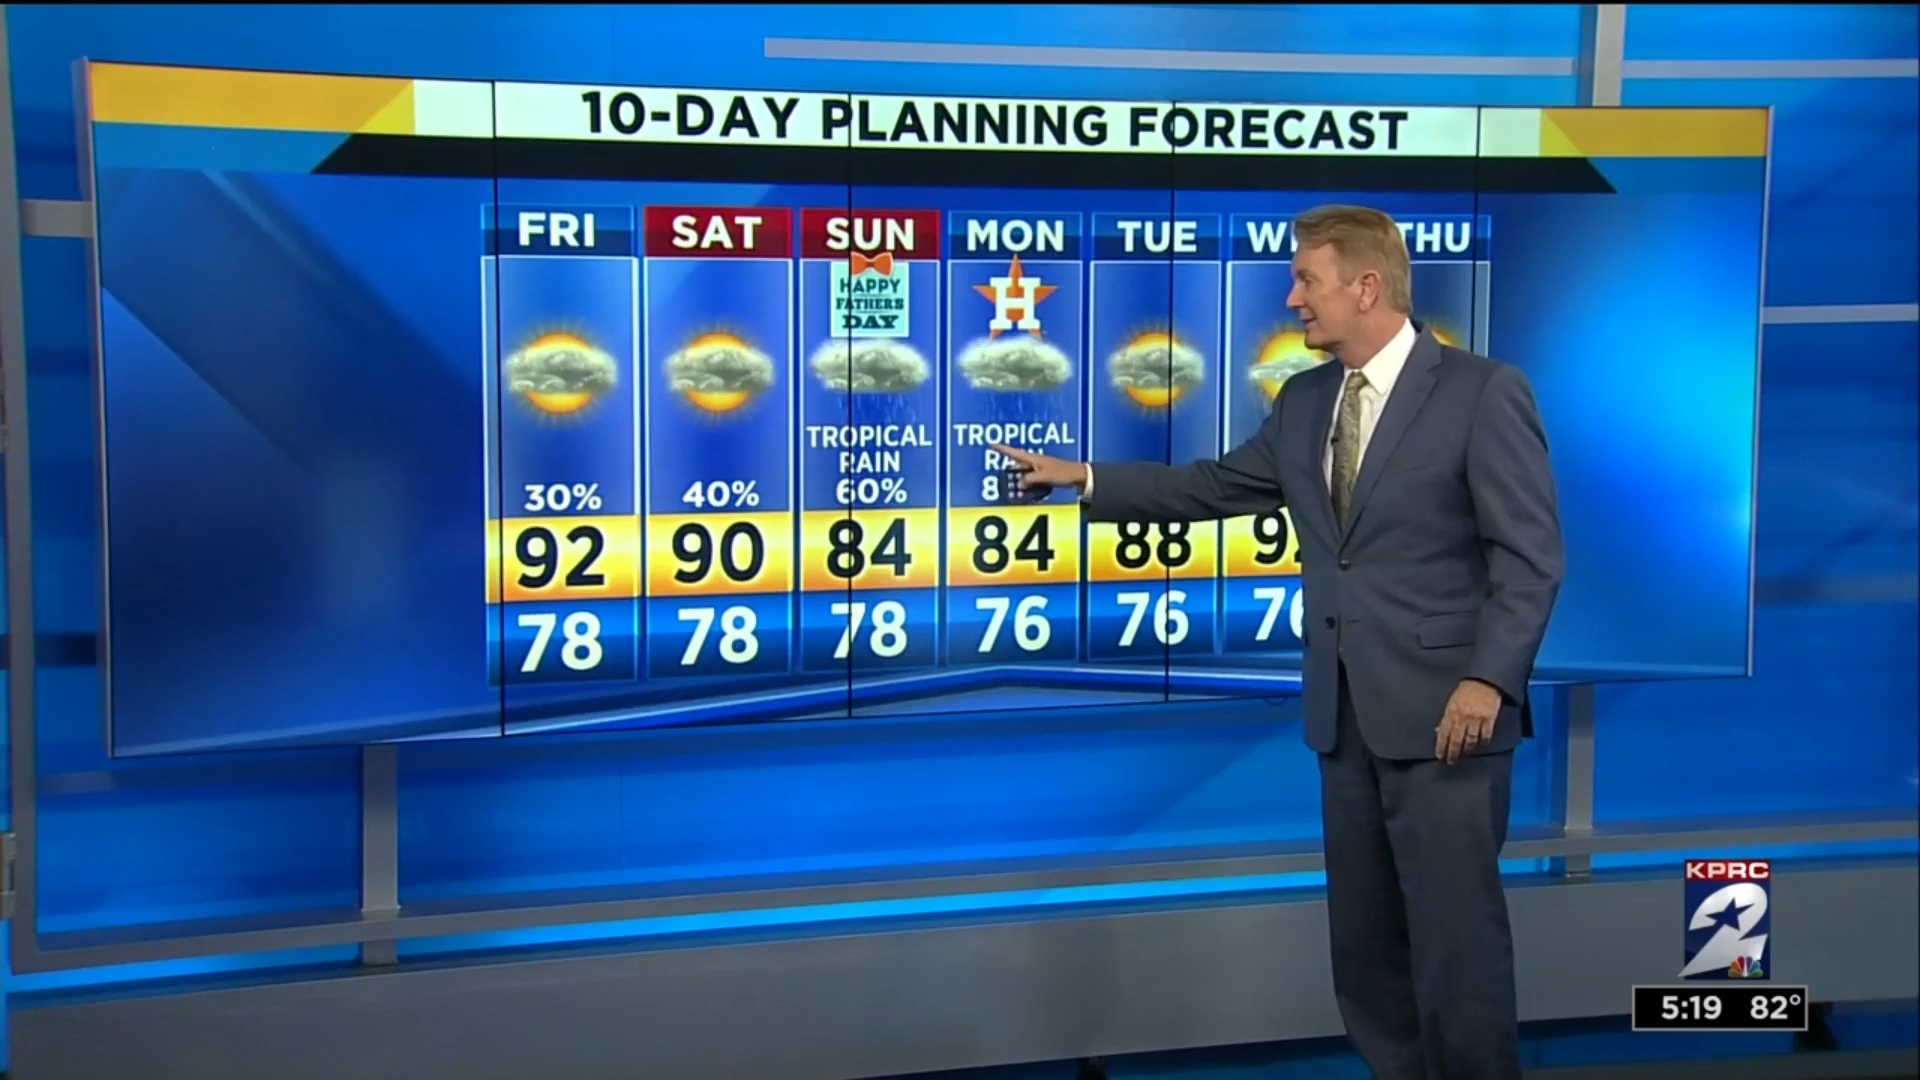 10-DAY PLANNING FORECAST
FRI SAT SUN MON TUE THU
HAPPY
FATHERS
DAY
H
TROPICAL TROPICAL
RAIN
30% 40% 60%
92 90 84 84 88
78 78 78 76 76
KPRC
2
5:19 82°